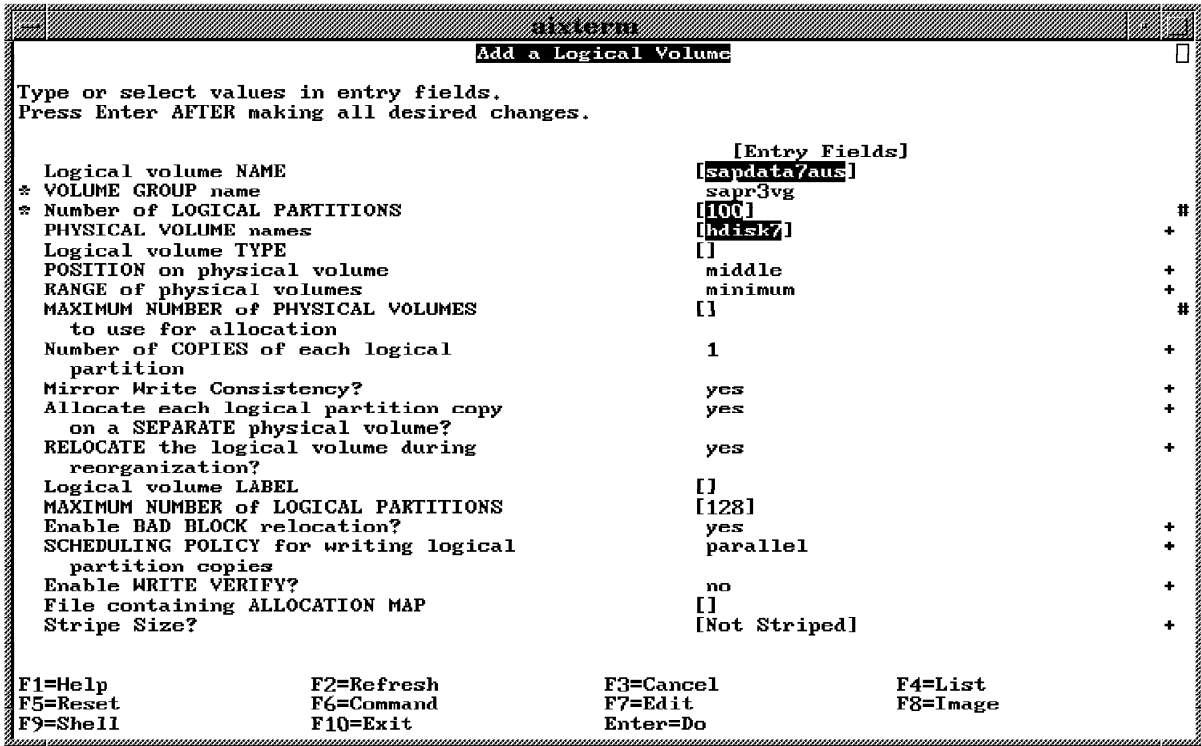 aixterm
Add a Logical Volume
Type or select values in entry fields.
Press Enter AFTER making all desired changes.
[Entry Fields]
Logical volume NAME [sapdata7aus]
* VOLUME GROUP name sapr3vg
* Number of LOGICAL PARTITIONS [100] #
PHYSICAL VOLUME names [hdisk7] +
Logical volume TYPE []
POSITION on physical volume middle +
RANGE of physical volumes minimum +
MAXIMUM NUMBER of PHYSICAL VOLUMES [] #
to use for allocation
Number of COPIES of each logical 1 +
partition
Mirror Write Consistency? yes +
Allocate each logical partition copy yes +
on a SEPARATE physical volume?
RELOCATE the logical volume during yes +
reorganization?
Logical volume LABEL []
MAXIMUM NUMBER of LOGICAL PARTITIONS [128]
Enable BAD BLOCK relocation? yes +
SCHEDULING POLICY for writing logical parallel +
partition copies
Enable WRITE VERIFY? no +
File containing ALLOCATION MAP []
Stripe Size? [Not Striped] +
F1=Help F2=Refresh F3=Cancel F4=List
F5=Reset F6=Command F7=Edit F8=Image
F9=Shell F10=Exit Enter=Do